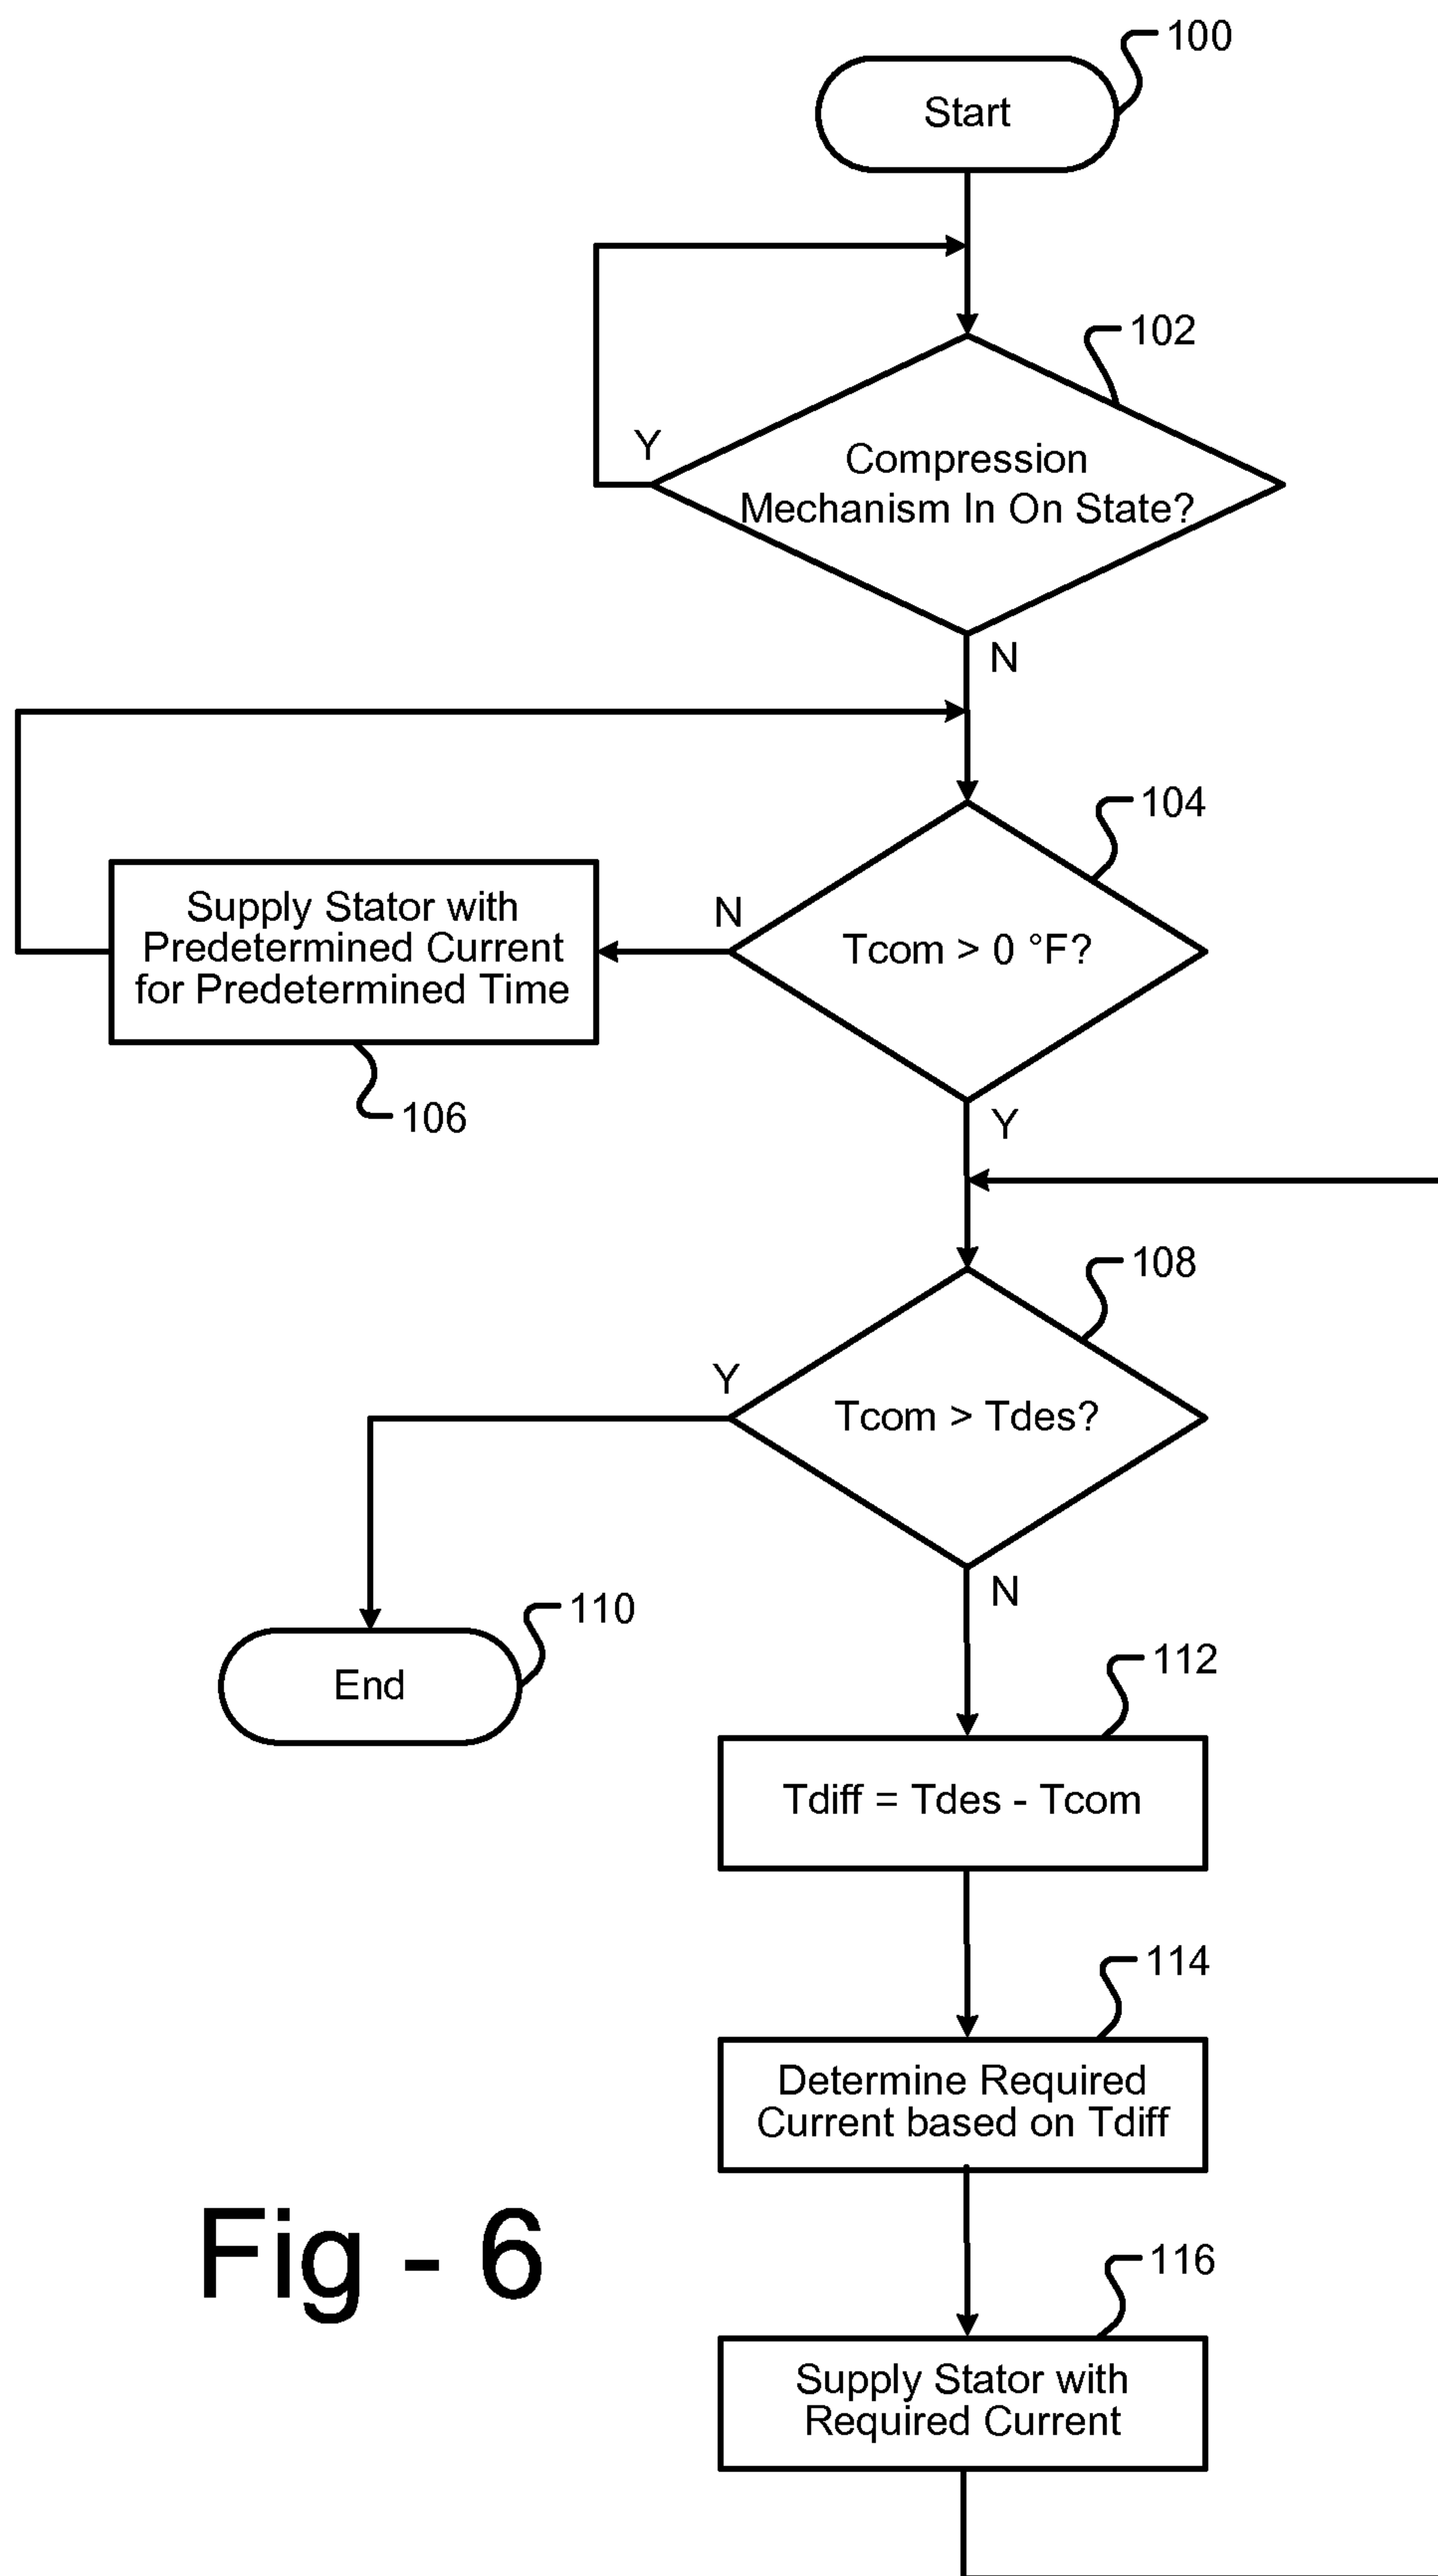 100
Start
102
Y
Compression
Mechanism In On State?
N
104
N
Tcom > 0 °F?
Supply Stator with
Predetermined Current
for Predetermined Time
106
Y
108
Y
Tcom > Tdes?
N
110
End
112
Tdiff = Tdes - Tcom
114
Determine Required
Current based on Tdiff
116
Supply Stator with
Required Current
Fig - 6